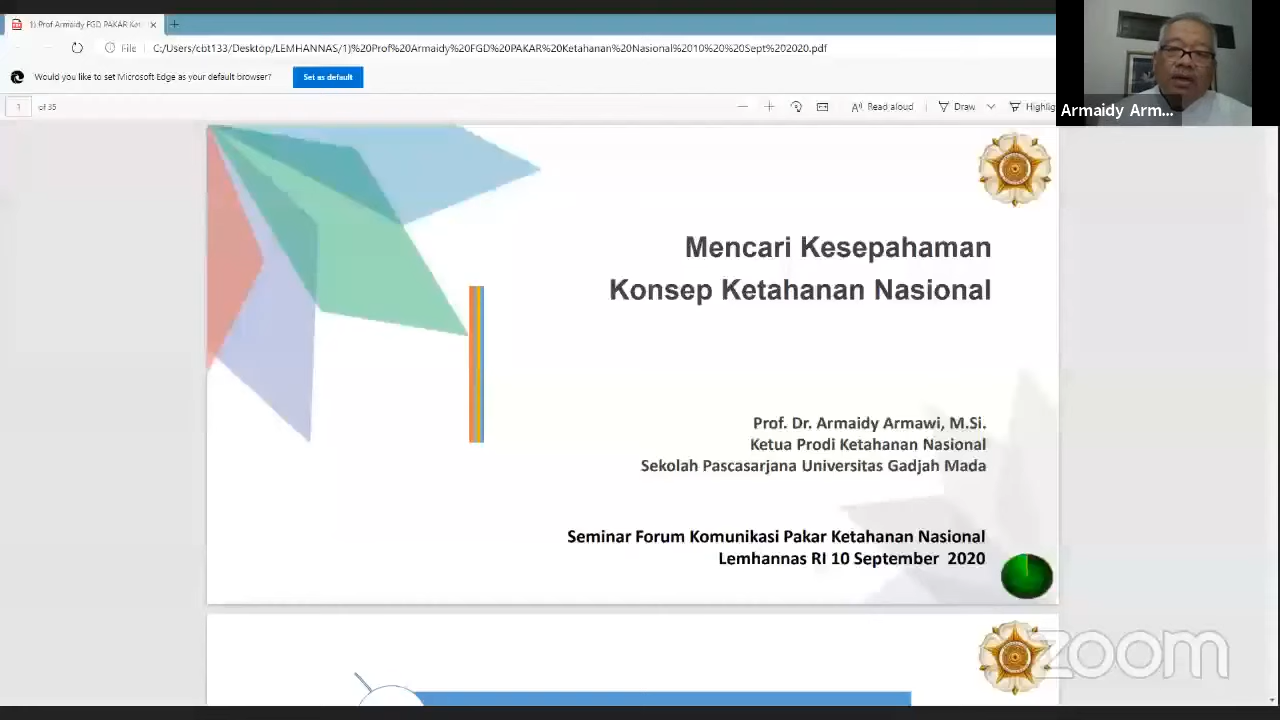 1) Prof Armaidy FGD PAKAR Ket
File C:/Users/cbt133/Desktop/LEMHANNAS/1)%20Prof%20Armaidy%20FGD%20PAKAR%20Ketahanan%20Nasional%2010%20%20Sept%202020.pdf
Would you like to set Microsoft Edge as your default browser? Set as default
1 of 35
Read aloud Draw Highlig
Armaidy Arm...
Mencari Kesepahaman
Konsep Ketahanan Nasional
Prof. Dr. Armaidy Armawi, M.Si.
Ketua Prodi Ketahanan Nasional
Sekolah Pascasarjana Universitas Gadjah Mada
Seminar Forum Komunikasi Pakar Ketahanan Nasional
Lemhannas RI 10 September 2020
zoom